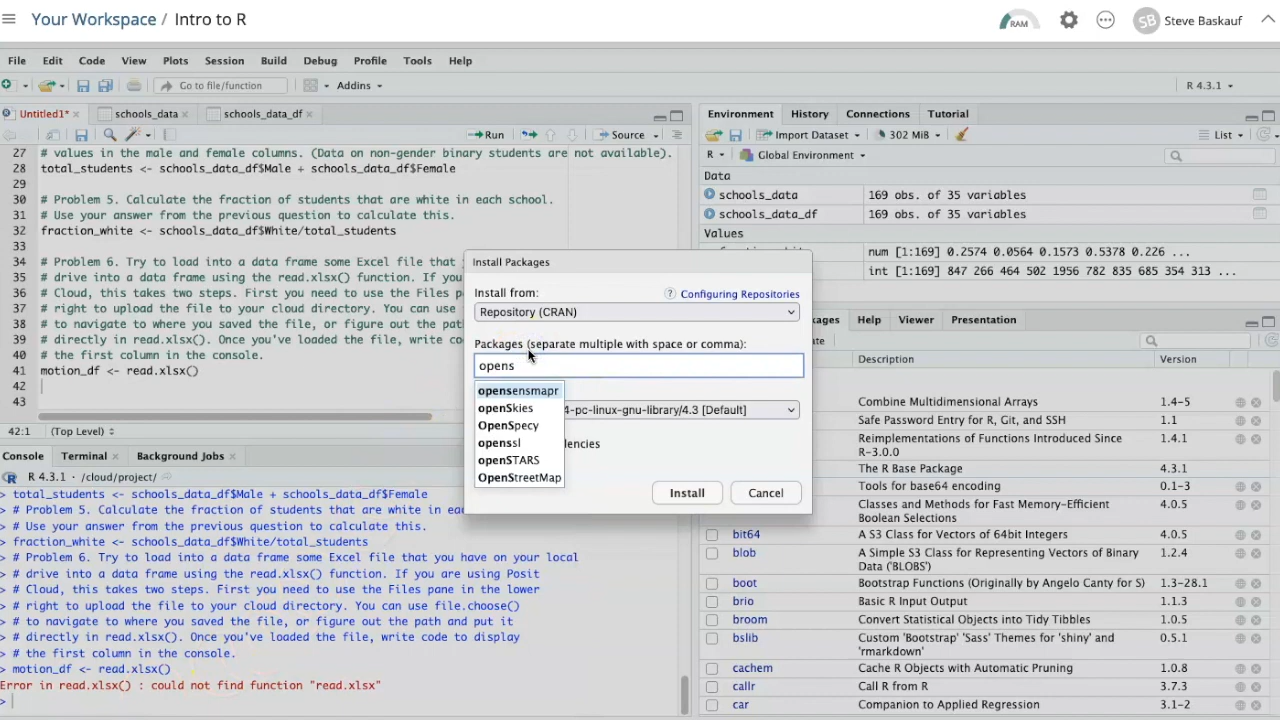 Your Workspace / Intro to R
RAM
SB
Steve Baskauf
File Edit Code View Plots Session Build Debug Profile Tools Help
Go to file/function
Addins
R 4.3.1
Untitled1*
schools_data
schools_data_df
Run
Source
27 # values in the male and female columns. (Data on non-gender binary students are not available).
28 total_students <- schools_data_df$Male + schools_data_df$Female
29
30 # Problem 5. Calculate the fraction of students that are white in each school.
31 # Use your answer from the previous question to calculate this.
32 fraction_white <- schools_data_df$White/total_students
33
34 # Problem 6. Try to load into a data frame some Excel file that
35 # drive into a data frame using the read.xlsx() function. If you
36 # Cloud, this takes two steps. First you need to use the Files pa
37 # right to upload the file to your cloud directory. You can use
38 # to navigate to where you saved the file, or figure out the path
39 # directly in read.xlsx(). Once you've loaded the file, write cod
40 # the first column in the console.
41 motion_df <- read.xlsx()
42
43
42:1 (Top Level)
Console Terminal Background Jobs
R 4.3.1 · /cloud/project/
> total_students <- schools_data_df$Male + schools_data_df$Female
> # Problem 5. Calculate the fraction of students that are white in eac
> # Use your answer from the previous question to calculate this.
> fraction_white <- schools_data_df$White/total_students
> # Problem 6. Try to load into a data frame some Excel file that you have on your local
> # drive into a data frame using the read.xlsx() function. If you are using Posit
> # Cloud, this takes two steps. First you need to use the Files pane in the lower
> # right to upload the file to your cloud directory. You can use file.choose()
> # to navigate to where you saved the file, or figure out the path and put it
> # directly in read.xlsx(). Once you've loaded the file, write code to display
> # the first column in the console.
> motion_df <- read.xlsx()
Error in read.xlsx() : could not find function "read.xlsx"
>
Install Packages
Install from:
? Configuring Repositories
Repository (CRAN)
Packages (separate multiple with space or comma):
opens
opensensmapr
openSkies
OpenSpecy
openssl
openSTARS
OpenStreetMap
4-pc-linux-gnu-library/4.3 [Default]
dencies
Install
Cancel
Environment History Connections Tutorial
Import Dataset
302 MiB
List
R
Global Environment
Data
schools_data 169 obs. of 35 variables
schools_data_df 169 obs. of 35 variables
Values
num [1:169] 0.2574 0.0564 0.1573 0.5378 0.226 ...
int [1:169] 847 266 464 502 1956 782 835 685 354 313 ...
kages Help Viewer Presentation
ate
Description Version
Combine Multidimensional Arrays 1.4-5
Safe Password Entry for R, Git, and SSH 1.1
Reimplementations of Functions Introduced Since R-3.0.0 1.4.1
The R Base Package 4.3.1
Tools for base64 encoding 0.1-3
Classes and Methods for Fast Memory-Efficient Boolean Selections 4.0.5
bit64 A S3 Class for Vectors of 64bit Integers 4.0.5
blob A Simple S3 Class for Representing Vectors of Binary Data ('BLOBS') 1.2.4
boot Bootstrap Functions (Originally by Angelo Canty for S) 1.3-28.1
brio Basic R Input Output 1.1.3
broom Convert Statistical Objects into Tidy Tibbles 1.0.5
bslib Custom 'Bootstrap' 'Sass' Themes for 'shiny' and 'rmarkdown' 0.5.1
cachem Cache R Objects with Automatic Pruning 1.0.8
callr Call R from R 3.7.3
car Companion to Applied Regression 3.1-2